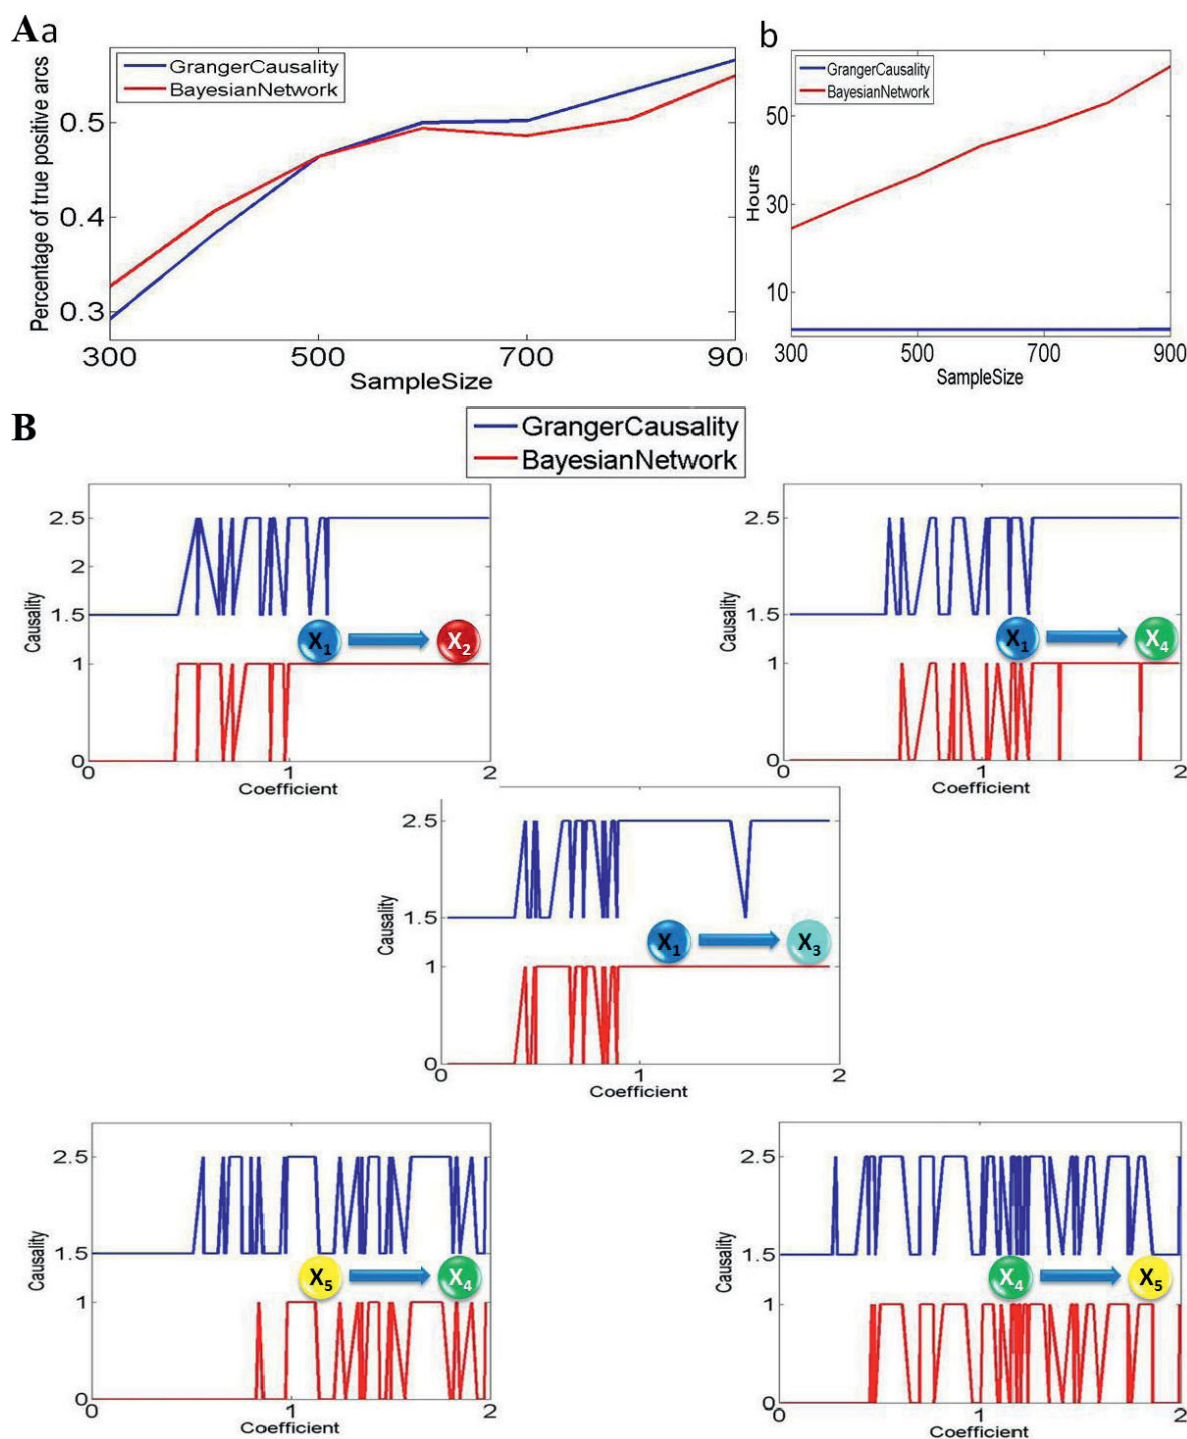 Aa
GrangerCausality
BayesianNetwork
Percentage of true positive arcs
0.5
0.4
0.3
300 500 700 90
SampleSize
b
GrangerCausality
BayesianNetwork
Hours
50
30
10
300 500 700 900
SampleSize
B
GrangerCausality
BayesianNetwork
Causality
2.5
2
1.5
1
0
X1 X2
0 1 2
Coefficient
Causality
2.5
1.5
1
0
X1 X4
0 1 2
Coefficient
Causality
2.5
1.5
1
0
X1 X3
0 1 2
Coefficient
Causality
2.5
1.5
1
0
X5 X4
0 1 2
Coefficient
Causality
2.5
1.5
1
0
X4 X5
0 1 2
Coefficient